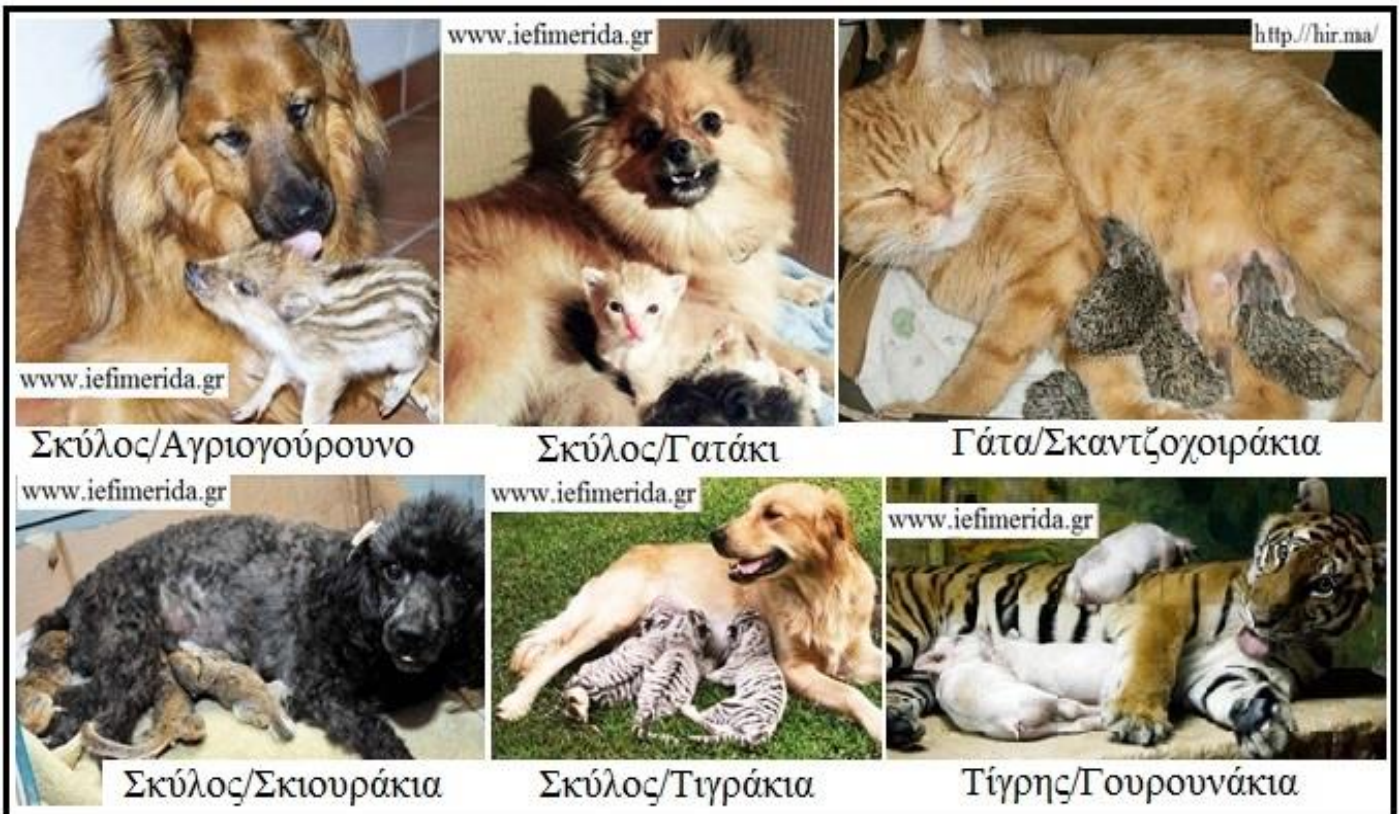 www.iefimerida.gr
http.//hir.ma/
www.iefimerida.gr
Σκύλος/Αγριογούρουνο
Σκύλος/Γατάκι
Γάτα/Σκαντζοχοιράκια
www.iefimerida.gr
www.iefimerida.gr
www.iefimerida.gr
Σκύλος/Σκιουράκια
Σκύλος/Τιγράκια
Τίγρης/Γουρουνάκια